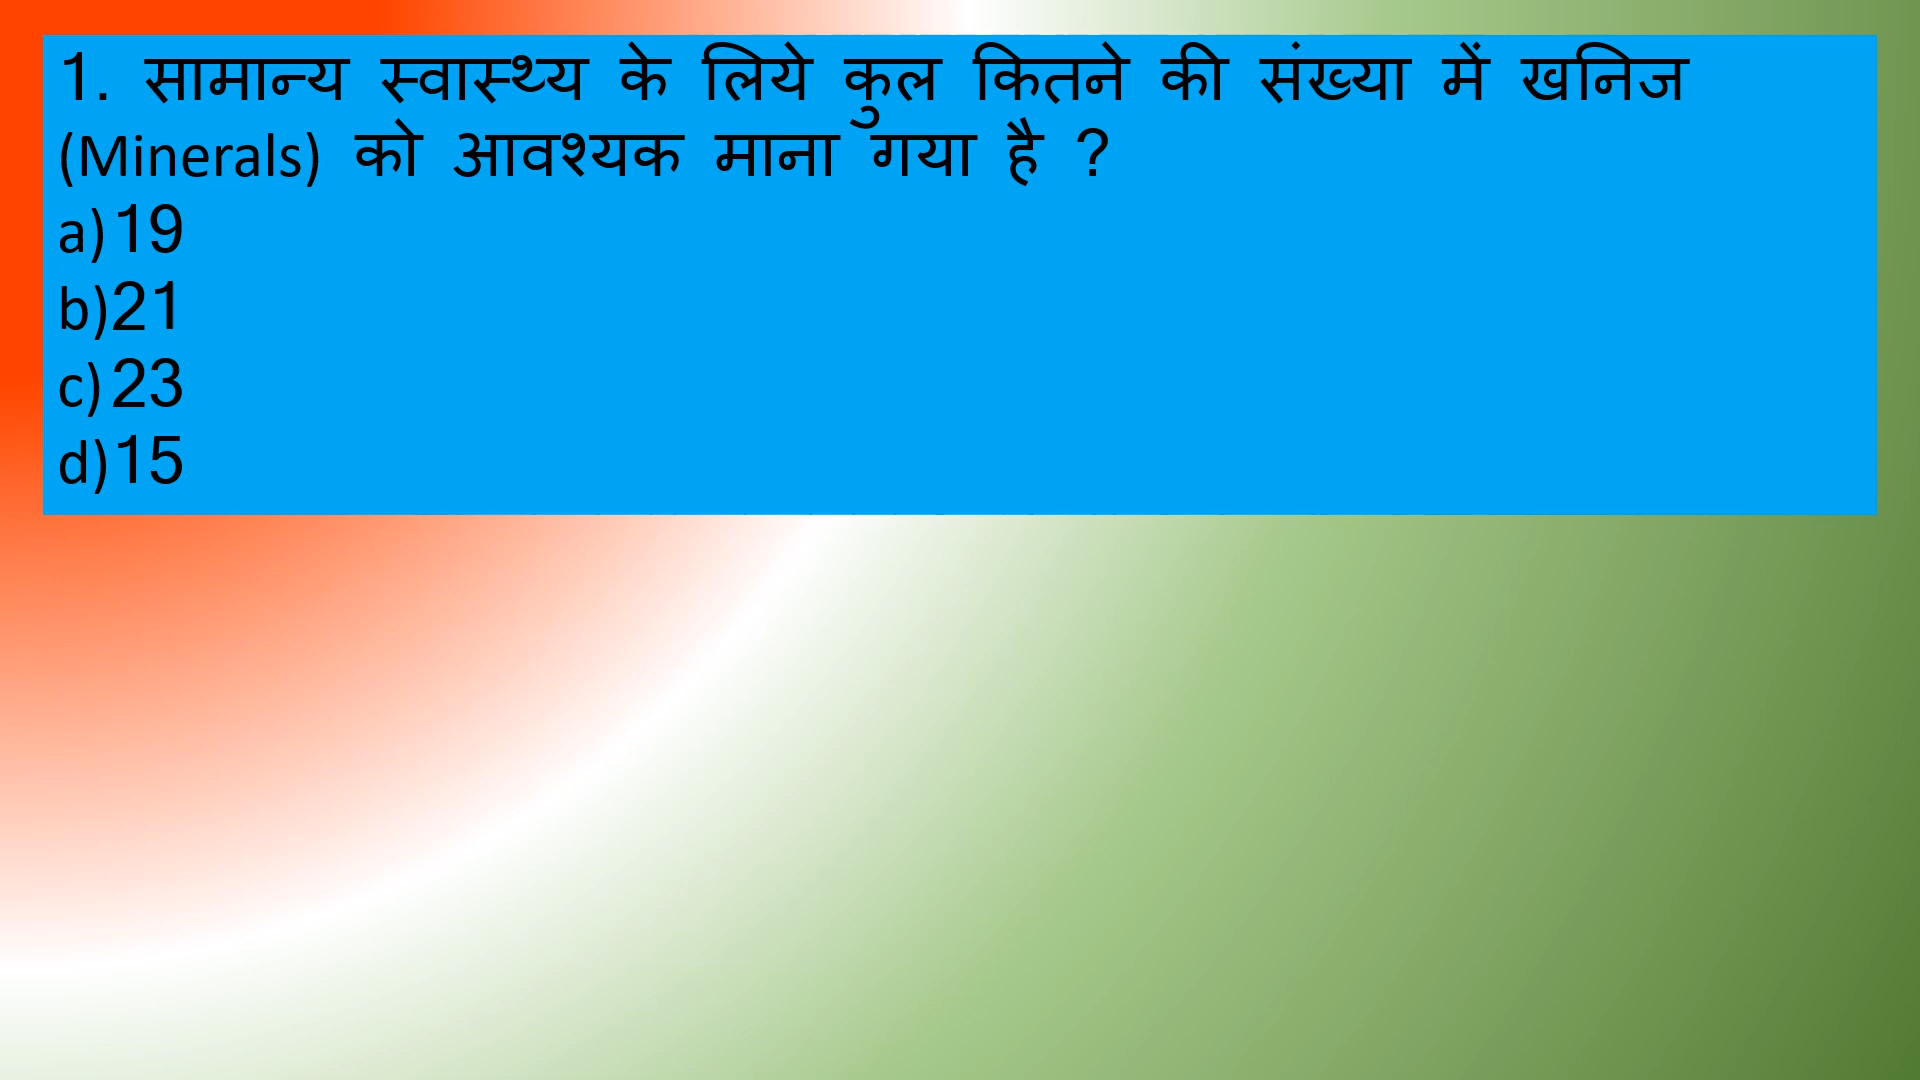 1. सामान्य स्वास्थ्य के लिये कुल कितने की संख्या में खनिज
(Minerals) को आवश्यक माना गया है ?
a)19
b)21
c)23
d)15